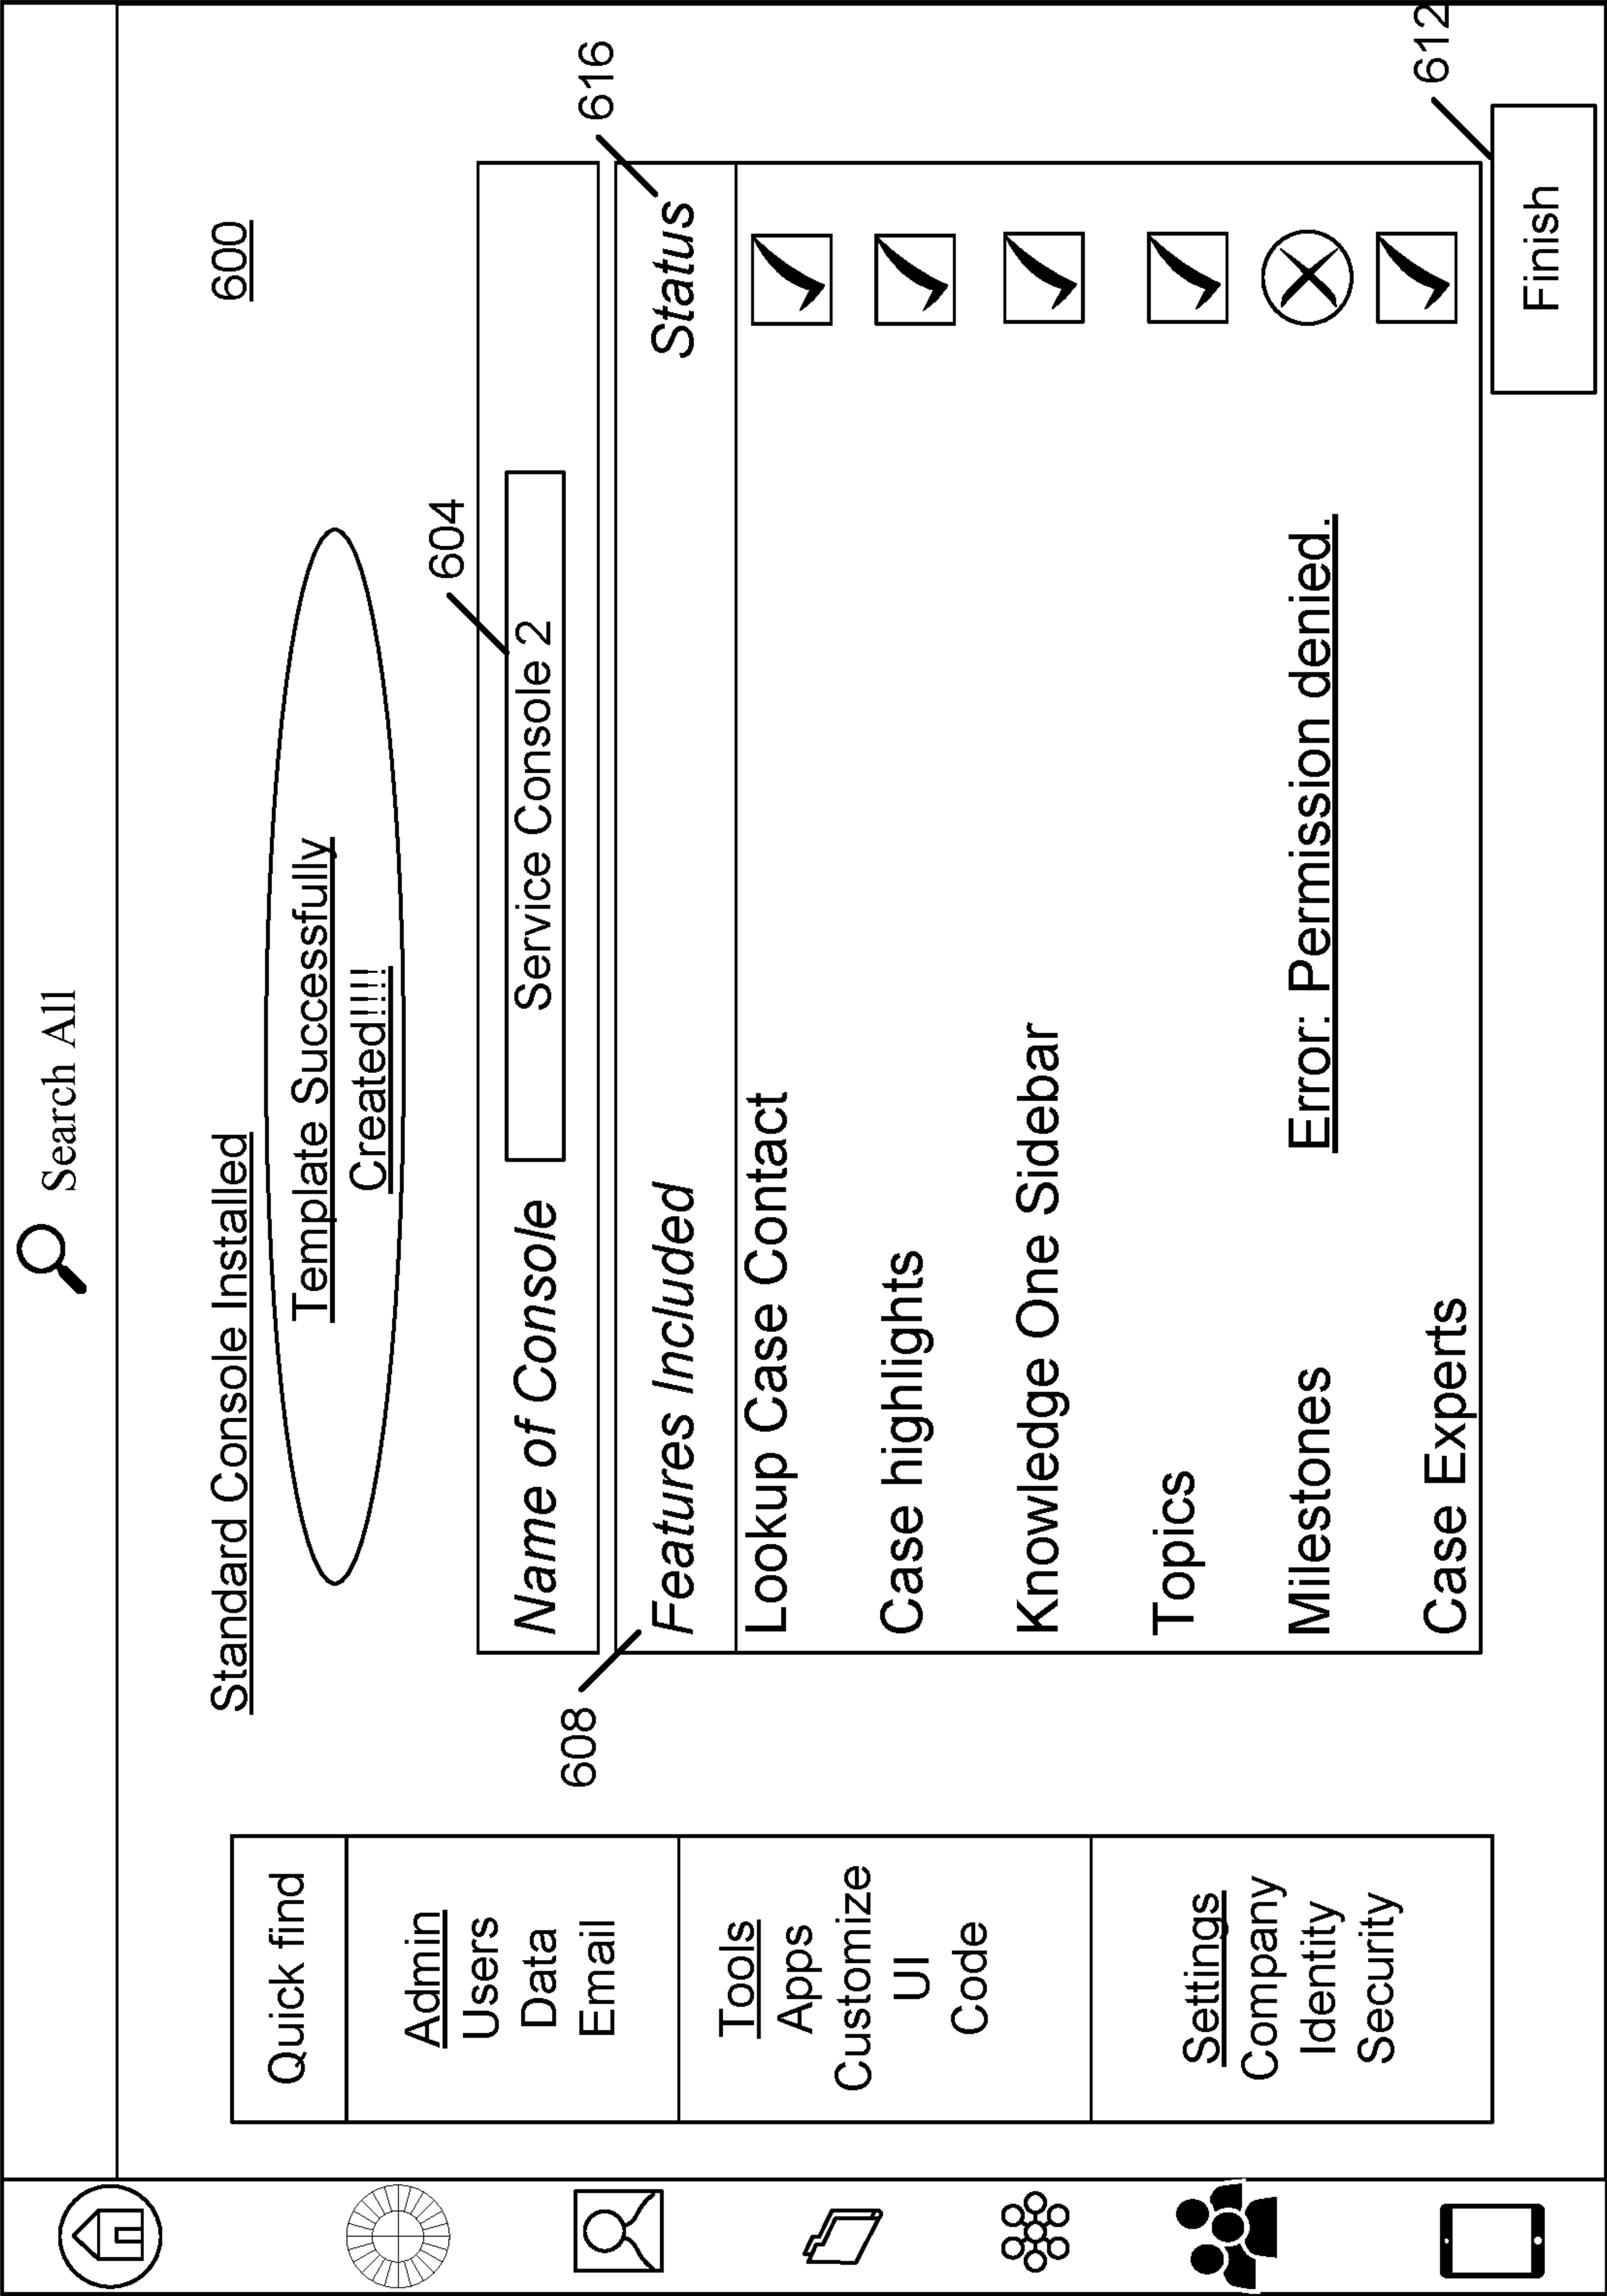 Search All
Quick find
Admin
Users
Data
Email
Tools
Apps
Customize
UI
Code
Settings
Company
Identity
Security
Standard Console Installed
600
Template Successfully
Created!!!!
604
Name of Console
Service Console 2
608
616
Features Included
Status
Lookup Case Contact
Case highlights
Knowledge One Sidebar
Topics
Milestones
Error: Permission denied.
Case Experts
612
Finish